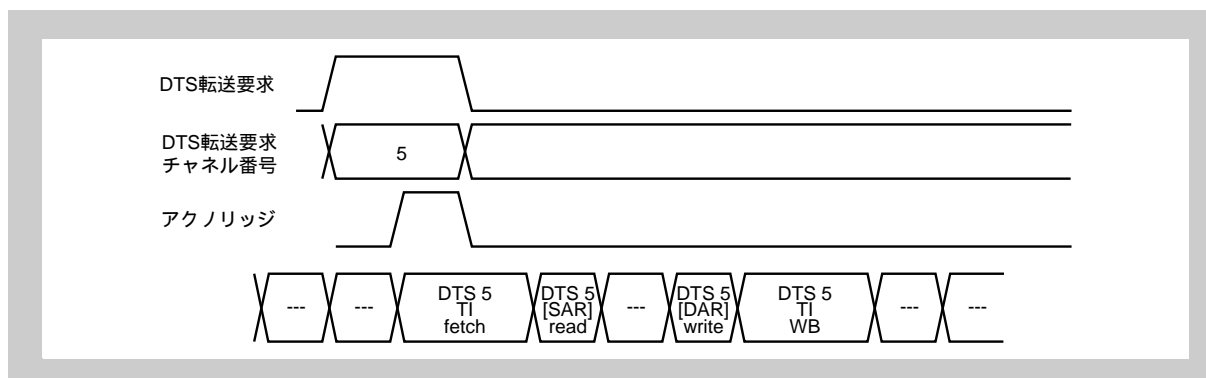 DTS転送要求
DTS転送要求
チャネル番号
5
アクノリッジ
---
---
DTS 5
TI
fetch
DTS 5
[SAR]
read
---
DTS 5
[DAR]
write
DTS 5
TI
WB
---
---